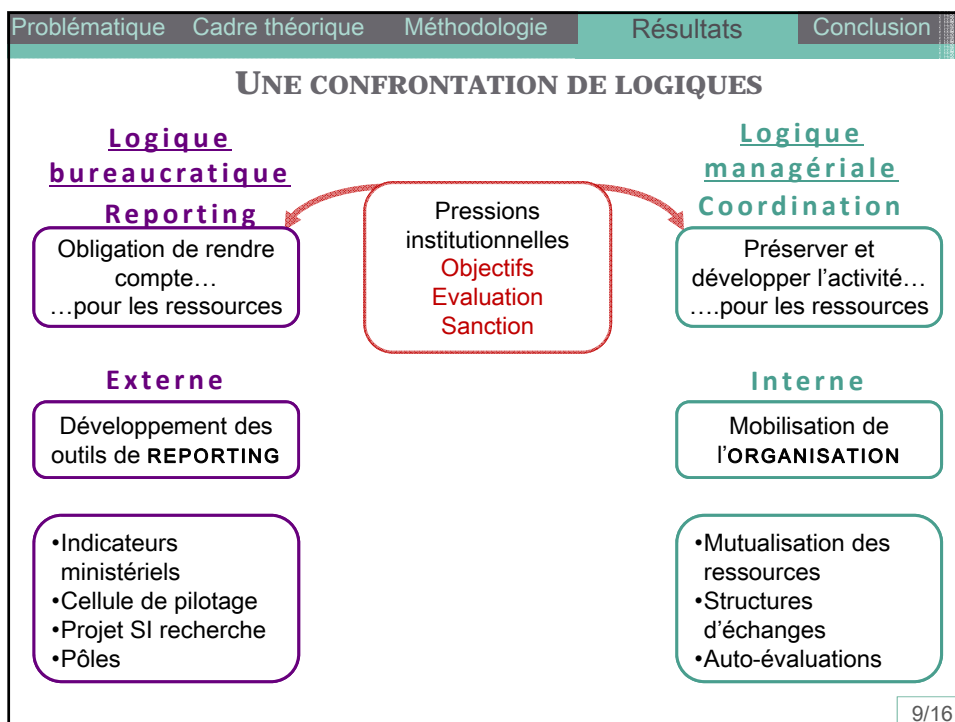 Problématique Cadre théorique Méthodologie Résultats Conclusion
UNE CONFRONTATION DE LOGIQUES
Logique
bureaucratique
Reporting
Obligation de rendre
compte…
…pour les ressources
Externe
Développement des
outils de REPORTING
•Indicateurs
ministériels
•Cellule de pilotage
•Projet SI recherche
•Pôles
Pressions
institutionnelles
Objectifs
Evaluation
Sanction
Logique
managériale
Coordination
Préserver et
développer l’activité…
….pour les ressources
Interne
Mobilisation de
l’ORGANISATION
•Mutualisation des
ressources
•Structures
d’échanges
•Auto-évaluations
9/16